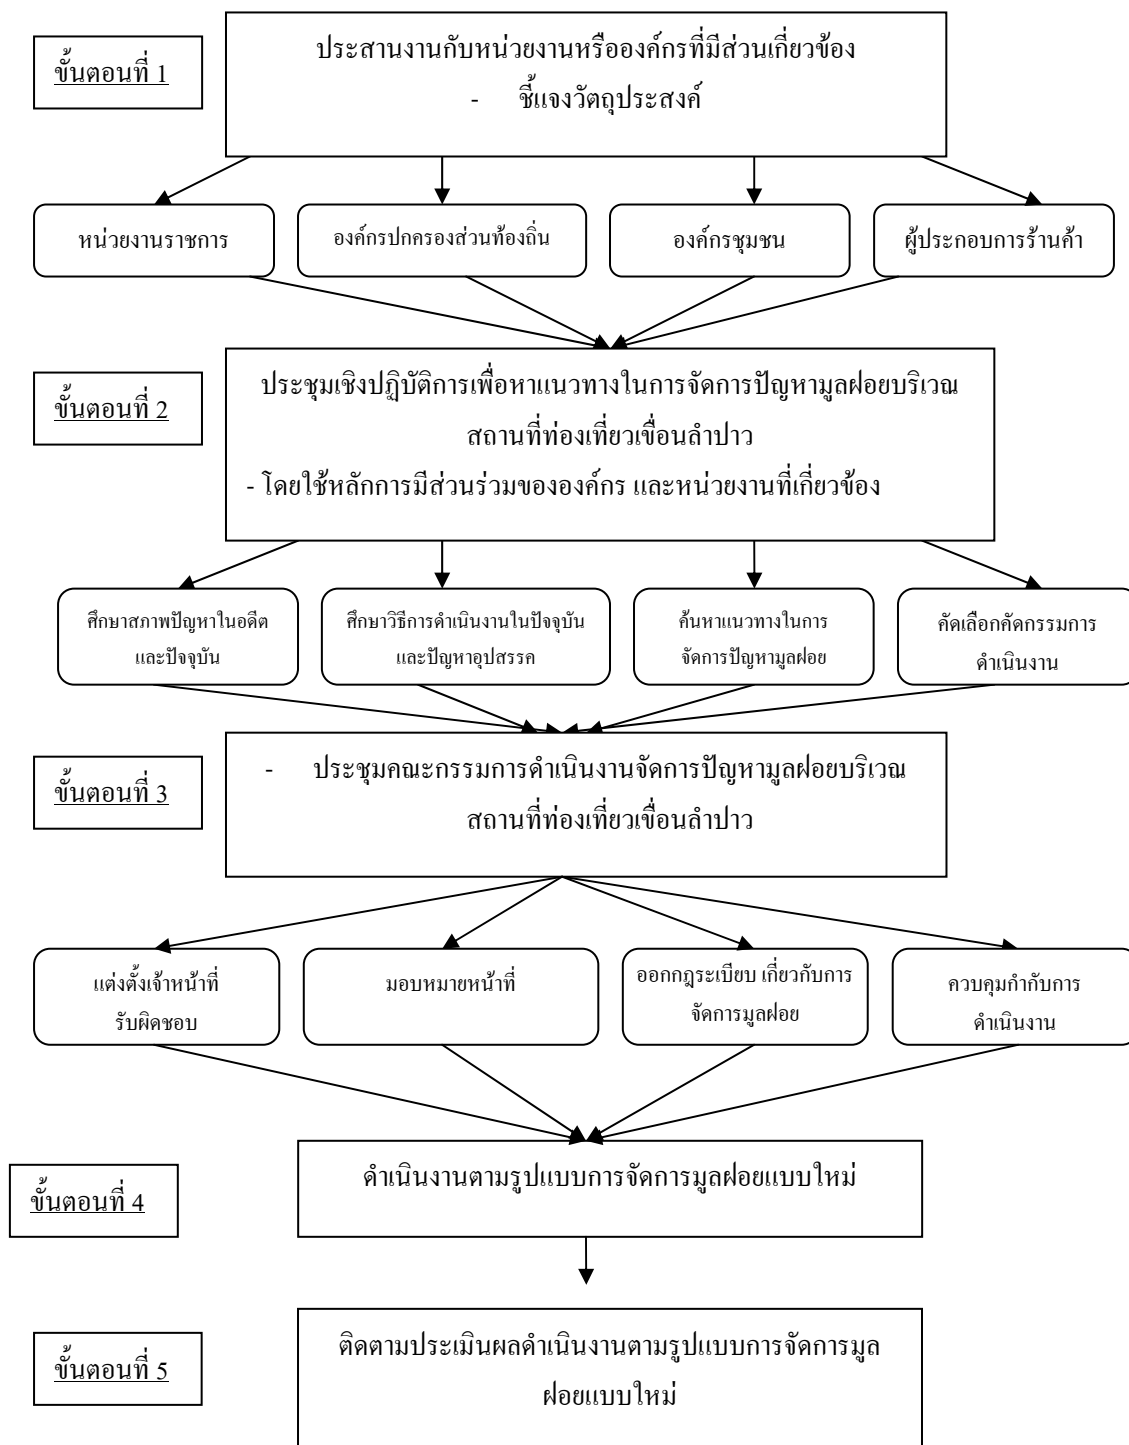 ขั้นตอนที่ 1
ประสานงานกับหน่วยงานหรือองค์กรที่มีส่วนเกี่ยวข้อง
- ชี้แจงวัตถุประสงค์
หน่วยงานราชการ
องค์กรปกครองส่วนท้องถิ่น
องค์กรชุมชน
ผู้ประกอบการร้านค้า
ขั้นตอนที่ 2
ประชุมเชิงปฏิบัติการเพื่อหาแนวทางในการจัดการปัญหามูลฝอยบริเวณ
สถานที่ท่องเที่ยวเขื่อนลำปาว
- โดยใช้หลักการมีส่วนร่วมขององค์กร และหน่วยงานที่เกี่ยวข้อง
ศึกษาสภาพปัญหาในอดีต
และปัจจุบัน
ศึกษาวิธีการดำเนินงานในปัจจุบัน
และปัญหาอุปสรรค
ค้นหาแนวทางในการ
จัดการปัญหามูลฝอย
คัดเลือกคัดกรรมการ
ดำเนินงาน
ขั้นตอนที่ 3
- ประชุมคณะกรรมการดำเนินงานจัดการปัญหามูลฝอยบริเวณ
สถานที่ท่องเที่ยวเขื่อนลำปาว
แต่งตั้งเจ้าหน้าที่
รับผิดชอบ
มอบหมายหน้าที่
ออกกฎระเบียบ เกี่ยวกับการ
จัดการมูลฝอย
ควบคุมกำกับการ
ดำเนินงาน
ขั้นตอนที่ 4
ดำเนินงานตามรูปแบบการจัดการมูลฝอยแบบใหม่
ขั้นตอนที่ 5
ติดตามประเมินผลดำเนินงานตามรูปแบบการจัดการมูล
ฝอยแบบใหม่